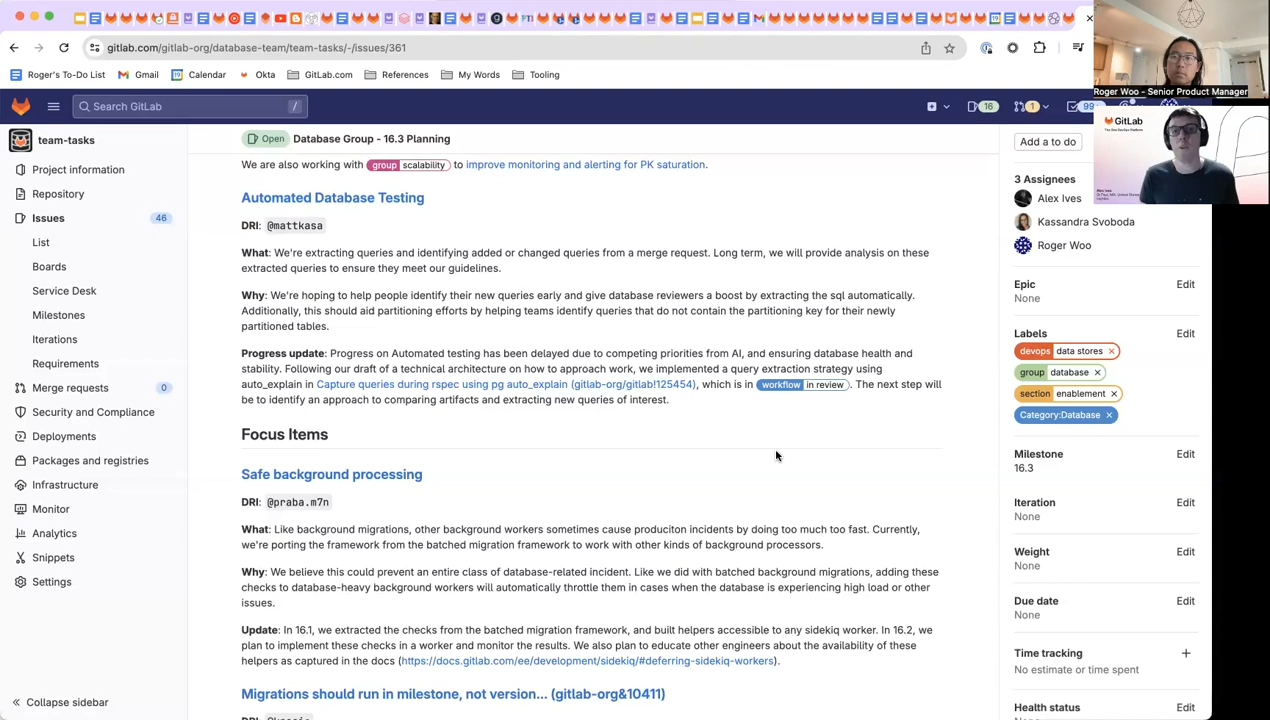 gitlab.com/gitlab-org/database-team/team-tasks/-/issues/361
Roger's To-Do List
Gmail
Calendar
Okta
GitLab.com
References
My Words
Tooling
Roger Woo - Senior Product Manager
Search GitLab
/
16
1
99+
GitLab
team-tasks
Project information
Repository
Issues
46
List
Boards
Service Desk
Milestones
Iterations
Requirements
Merge requests
0
Security and Compliance
Deployments
Packages and registries
Infrastructure
Monitor
Analytics
Snippets
Settings
Collapse sidebar
Open
Database Group - 16.3 Planning
We are also working with group scalability to improve monitoring and alerting for PK saturation.
Automated Database Testing
DRI: @mattkasa
What: We're extracting queries and identifying added or changed queries from a merge request. Long term, we will provide analysis on these
extracted queries to ensure they meet our guidelines.
Why: We're hoping to help people identify their new queries early and give database reviewers a boost by extracting the sql automatically.
Additionally, this should aid partitioning efforts by helping teams identify queries that do not contain the partitioning key for their newly
partitioned tables.
Progress update: Progress on Automated testing has been delayed due to competing priorities from AI, and ensuring database health and
stability. Following our draft of a technical architecture on how to approach work, we implemented a query extraction strategy using
auto_explain in Capture queries during rspec using pg auto_explain (gitlab-org/gitlab!125454), which is in workflow in review. The next step will
be to identify an approach to comparing artifacts and extracting new queries of interest.
Focus Items
Safe background processing
DRI: @praba.m7n
What: Like background migrations, other background workers sometimes cause produciton incidents by doing too much too fast. Currently,
we're porting the framework from the batched migration framework to work with other kinds of background processors.
Why: We believe this could prevent an entire class of database-related incident. Like we did with batched background migrations, adding these
checks to database-heavy background workers will automatically throttle them in cases when the database is experiencing high load or other
issues.
Update: In 16.1, we extracted the checks from the batched migration framework, and built helpers accessible to any sidekiq worker. In 16.2, we
plan to implement these checks in a worker and monitor the results. We also plan to educate other engineers about the availability of these
helpers as captured in the docs (https://docs.gitlab.com/ee/development/sidekiq/#deferring-sidekiq-workers).
Migrations should run in milestone, not version... (gitlab-org&10411)
Add a to do
3 Assignees
Alex Ives
Kassandra Svoboda
Roger Woo
Epic
Edit
None
Labels
Edit
devops data stores
group database
section enablement
Category:Database
Milestone
Edit
16.3
Iteration
Edit
None
Weight
Edit
None
Due date
Edit
None
Time tracking
No estimate or time spent
Health status
Edit